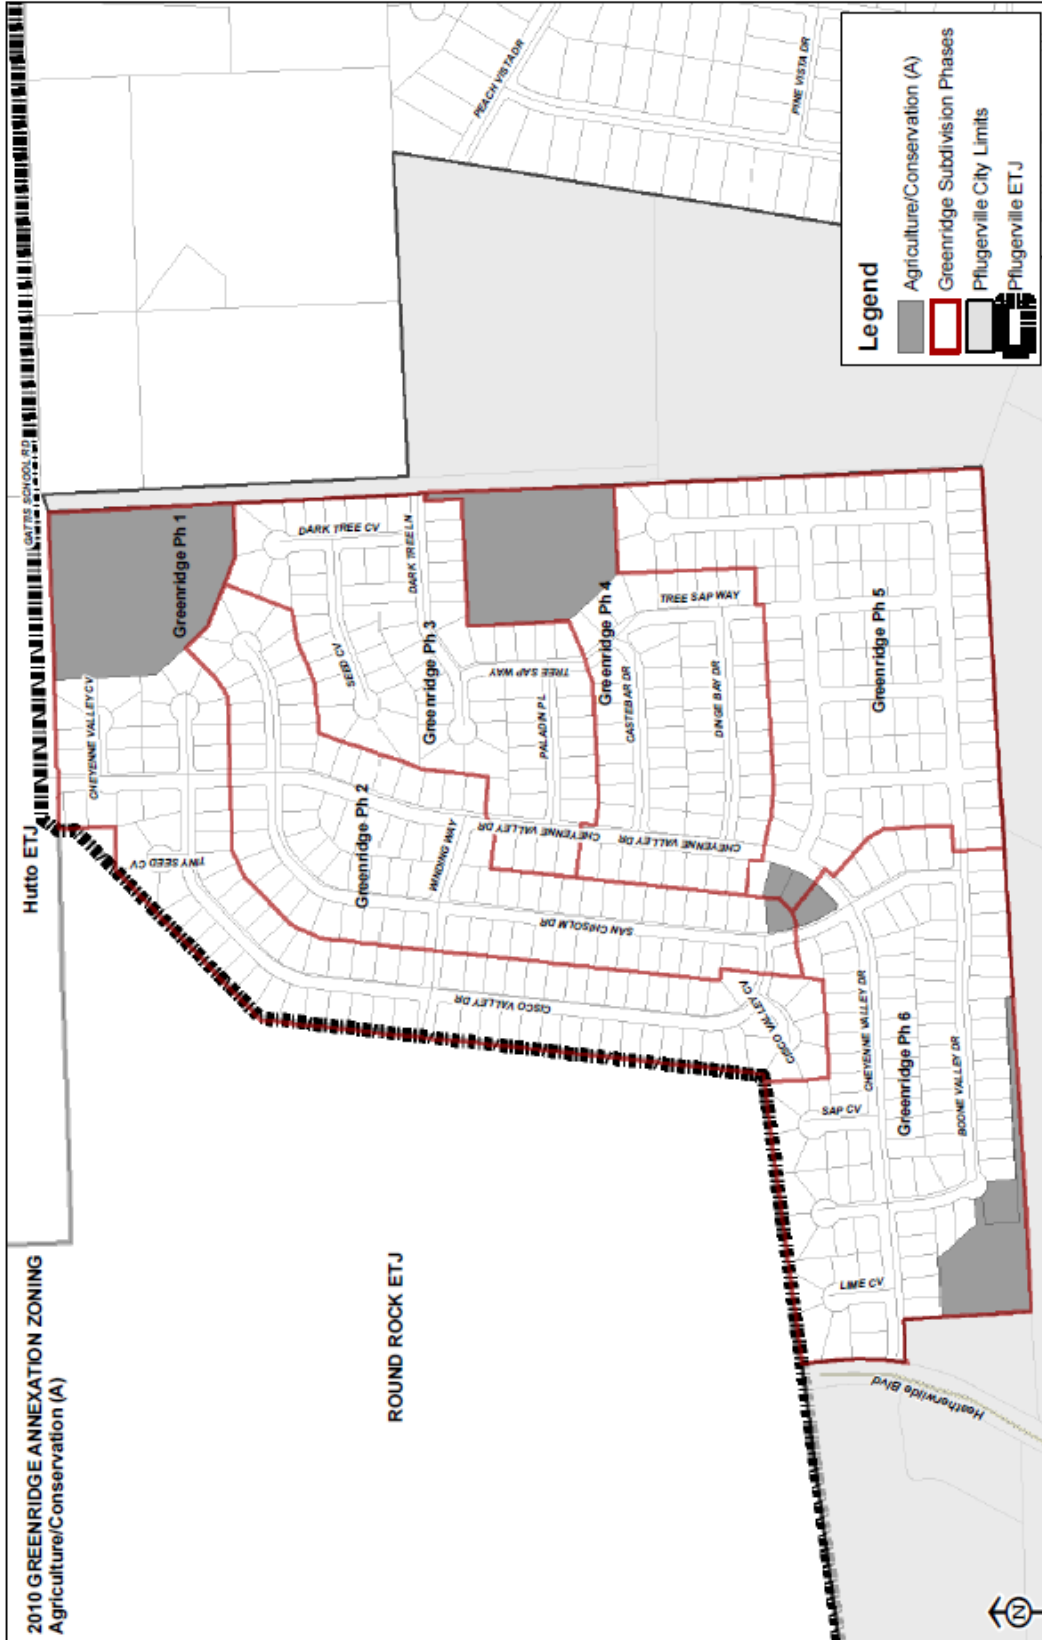 2010 GREENRIDGE ANNEXATION ZONING
Agriculture/Conservation (A)
Hutto ETJ
GATTIS SCHOOL RD
ROUND ROCK ETJ
PEACH VISTA DR
PINE VISTA DR
Greenridge Ph 1
CHEYENNE VALLEY CV
TINY SEED CV
DARK TREE CV
DARK TREE LN
SEED CV
Greenridge Ph 3
Greenridge Ph 2
WINDING WAY
TREE SAP WAY
PALADIN PL
CHEYENNE VALLEY DR
Greenridge Ph 4
CASTEBAR DR
TREE SAP WAY
DINGE BAY DR
CHEYENNE VALLEY DR
CHEYENNE VALLEY DR
SAN CHISOLM DR
CISCO VALLEY DR
CISCO VALLEY CV
Greenridge Ph 5
CHEYENNE VALLEY DR
Greenridge Ph 6
SAP CV
BOONE VALLEY DR
LIME CV
Heatherwilde Blvd
N
Legend
Agriculture/Conservation (A)
Greenridge Subdivision Phases
Pflugerville City Limits
Pflugerville ETJ